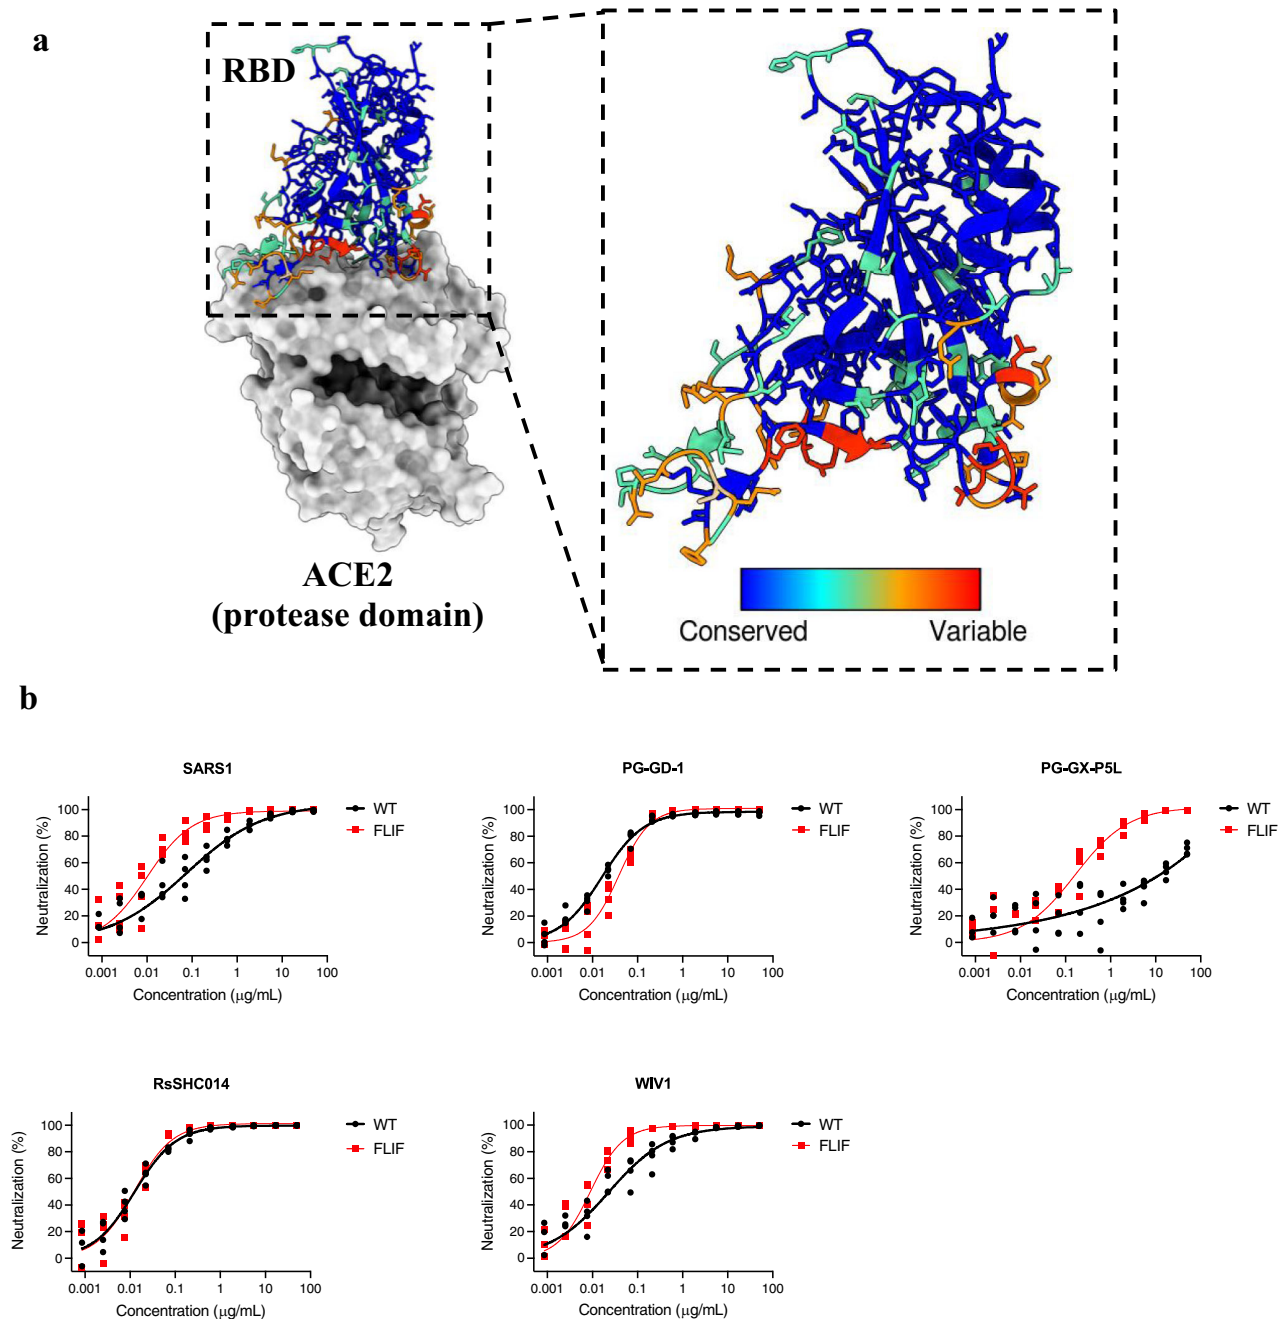 a
RBD
ACE2
(protease domain)
Conserved Variable
b
SARS1
Neutralization (%)
100
80
60
40
20
0
0.001 0.01 0.1 1 10 100
Concentration (μg/mL)
WT
FLIF
PG-GD-1
Neutralization (%)
100
80
60
40
20
0
0.001 0.01 0.1 1 10 100
Concentration (μg/mL)
WT
FLIF
PG-GX-P5L
Neutralization (%)
100
80
60
40
20
0
0.001 0.01 0.1 1 10 100
Concentration (μg/mL)
WT
FLIF
RsSHC014
Neutralization (%)
100
80
60
40
20
0
0.001 0.01 0.1 1 10 100
Concentration (μg/mL)
WT
FLIF
WIV1
Neutralization (%)
100
80
60
40
20
0
0.001 0.01 0.1 1 10 100
Concentration (μg/mL)
WT
FLIF